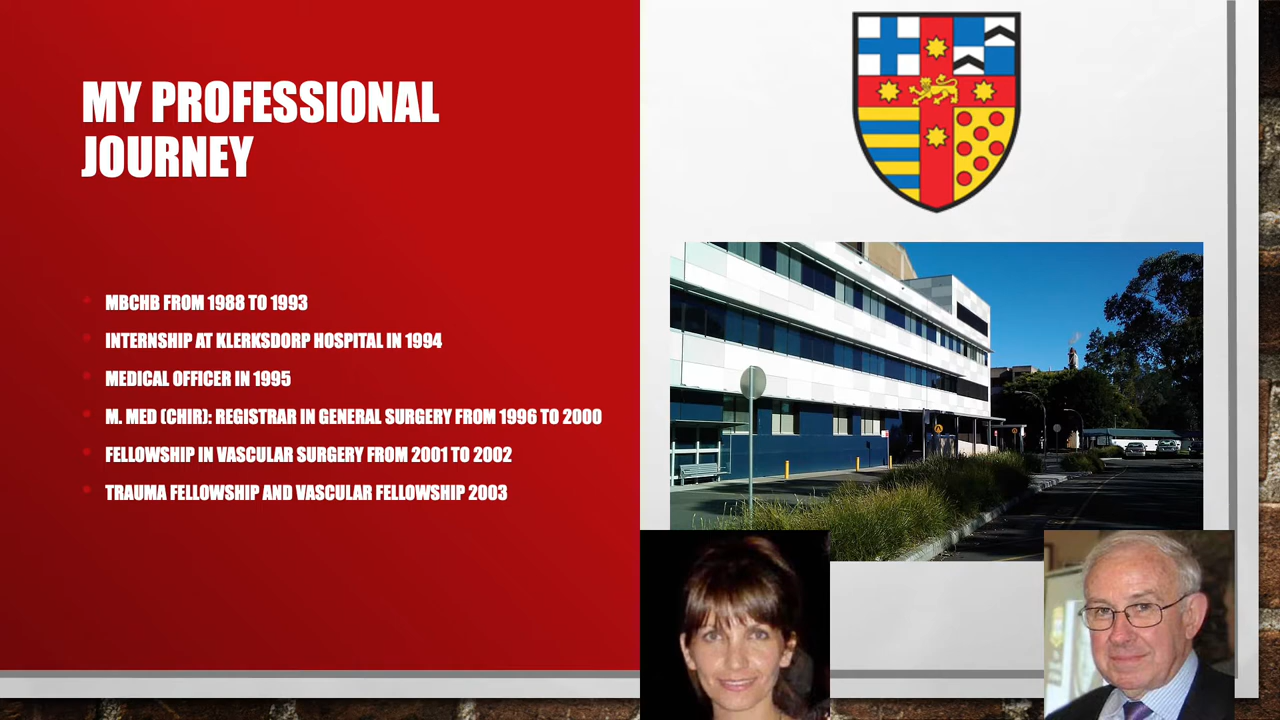 MY PROFESSIONAL
JOURNEY
MBCHB FROM 1988 TO 1993
INTERNSHIP AT KLERKSDORP HOSPITAL IN 1994
MEDICAL OFFICER IN 1995
M. MED (CHIR): REGISTRAR IN GENERAL SURGERY FROM 1996 TO 2000
FELLOWSHIP IN VASCULAR SURGERY FROM 2001 TO 2002
TRAUMA FELLOWSHIP AND VASCULAR FELLOWSHIP 2003